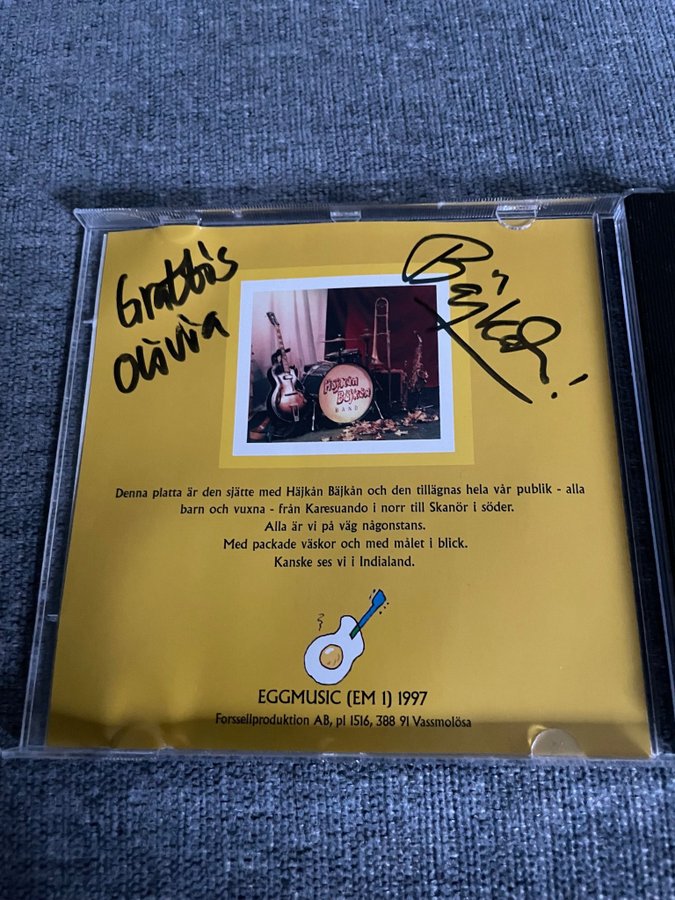 Grattis
Olivia
Bäjkån!
Häjkån
Bäjkån
BAND
Denna platta är den sjätte med Häjkån Bäjkån och den tillägnas hela vår publik - alla
barn och vuxna - från Karesuando i norr till Skanör i söder.
Alla är vi på väg någonstans.
Med packade väskor och med målet i blick.
Kanske ses vi i Indialand.
EGGMUSIC (EM 1) 1997
Forssellproduktion AB, pl 1516, 388 91 Vassmolösa